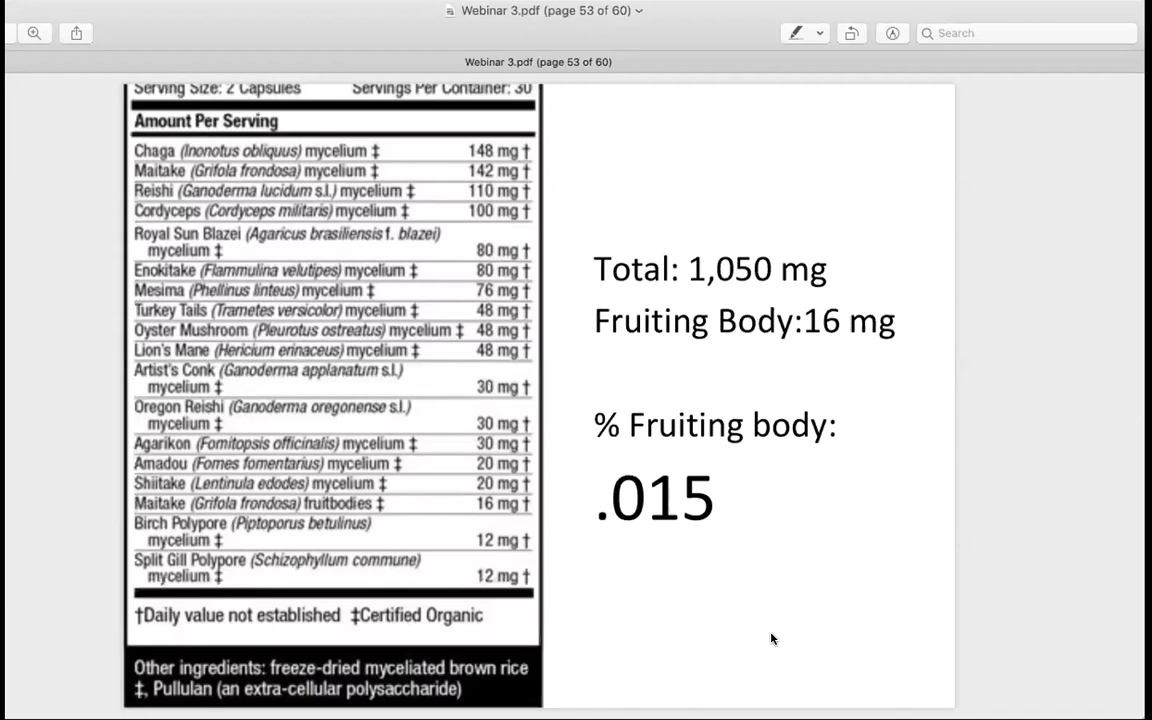 Webinar 3.pdf (page 53 of 60)
Search
Webinar 3.pdf (page 53 of 60)
Serving Size: 2 Capsules Servings Per Container: 30
Amount Per Serving
Chaga (Inonotus obliquus) mycelium ‡ 148 mg †
Maitake (Grifola frondosa) mycelium ‡ 142 mg †
Reishi (Ganoderma lucidum s.l.) mycelium ‡ 110 mg †
Cordyceps (Cordyceps militaris) mycelium ‡ 100 mg †
Royal Sun Blazei (Agaricus brasiliensis f. blazei)
mycelium ‡ 80 mg †
Enokitake (Flammulina velutipes) mycelium ‡ 80 mg †
Mesima (Phellinus linteus) mycelium ‡ 76 mg †
Turkey Tails (Trametes versicolor) mycelium ‡ 48 mg †
Oyster Mushroom (Pleurotus ostreatus) mycelium ‡ 48 mg †
Lion's Mane (Hericium erinaceus) mycelium ‡ 48 mg †
Artist's Conk (Ganoderma applanatum s.l.)
mycelium ‡ 30 mg †
Oregon Reishi (Ganoderma oregonense s.l.)
mycelium ‡ 30 mg †
Agarikon (Fomitopsis officinalis) mycelium ‡ 30 mg †
Amadou (Fomes fomentarius) mycelium ‡ 20 mg †
Shiitake (Lentinula edodes) mycelium ‡ 20 mg †
Maitake (Grifola frondosa) fruitbodies ‡ 16 mg †
Birch Polypore (Piptoporus betulinus)
mycelium ‡ 12 mg †
Split Gill Polypore (Schizophyllum commune)
mycelium ‡ 12 mg †
†Daily value not established ‡Certified Organic
Other ingredients: freeze-dried myceliated brown rice
‡, Pullulan (an extra-cellular polysaccharide)
Total: 1,050 mg
Fruiting Body:16 mg
% Fruiting body:
.015